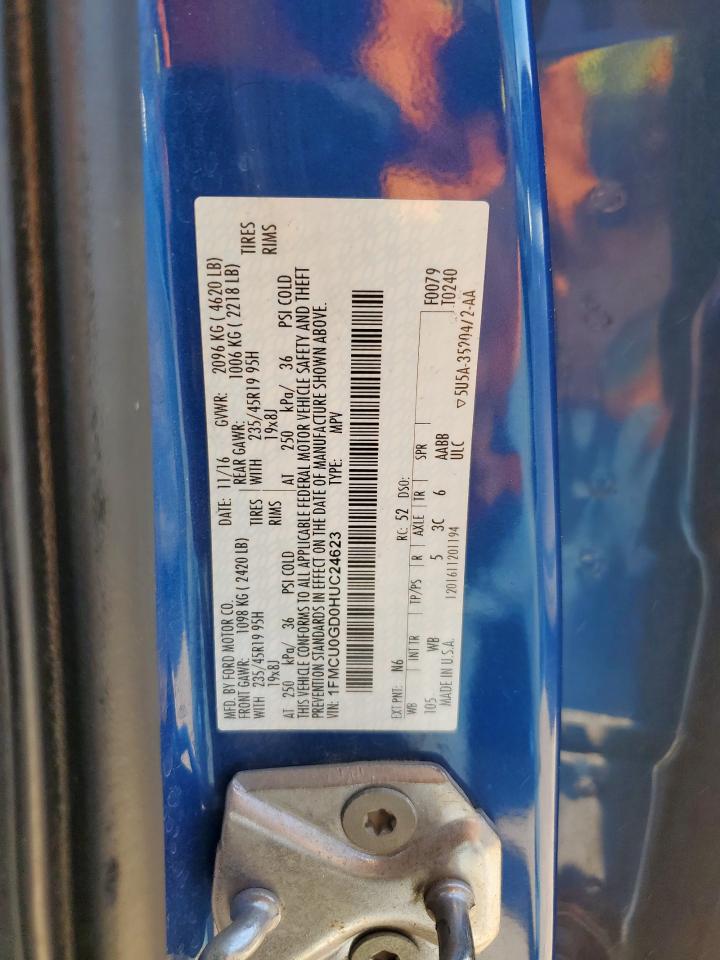 MFD. BY FORD MOTOR CO. DATE: 11/16 GVWR: 2096 KG ( 4620 LB)
FRONT GAWR: 1098 KG ( 2420 LB) REAR GAWR: 1006 KG ( 2218 LB)
WITH 235/45R19 95H TIRES WITH 235/45R19 95H TIRES
19x8J RIMS 19x8J RIMS
AT 250 kPa/ 36 PSI COLD AT 250 kPa/ 36 PSI COLD
THIS VEHICLE CONFORMS TO ALL APPLICABLE FEDERAL MOTOR VEHICLE SAFETY AND THEFT
PREVENTION STANDARDS IN EFFECT ON THE DATE OF MANUFACTURE SHOWN ABOVE.
VIN: 1FMCU0GD0HUC24623 TYPE: MPV
EXT PNT: N6 RC: 52 DSO: F0079
WB INT TR TP/PS R AXLE TR SPR T0240
105 WB 5 3C 6 AABB
MADE IN U.S.A. 1201611201194 ULC
▽5U5A-35204/2-AA